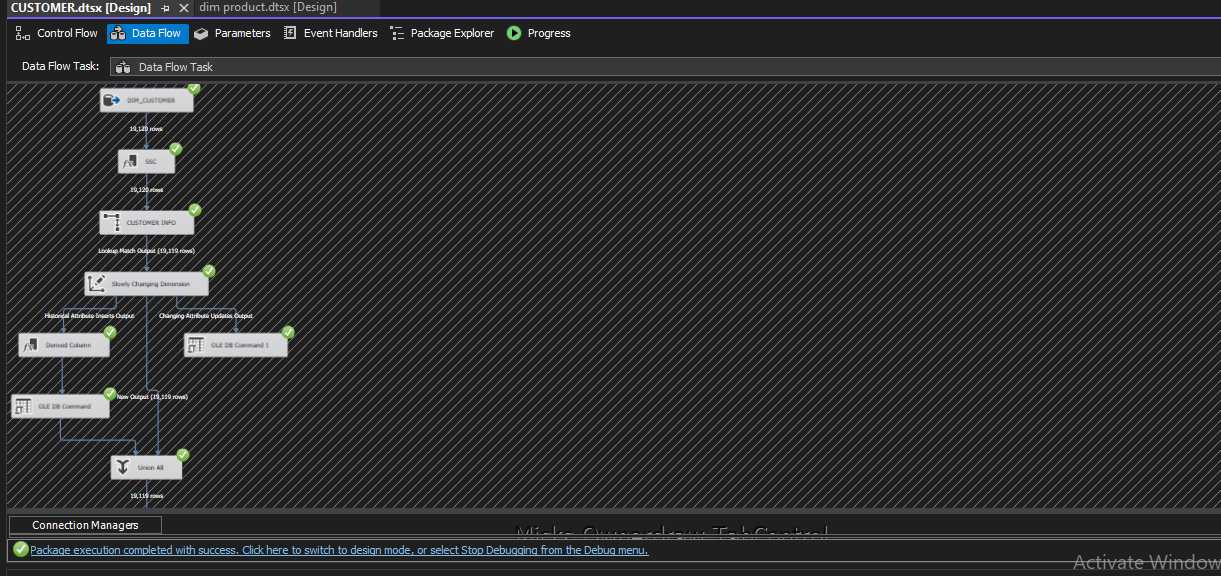 CUSTOMER.dtsx [Design] dim product.dtsx [Design]
Control Flow Data Flow Parameters Event Handlers Package Explorer Progress
Data Flow Task: Data Flow Task
DIM_CUSTOMER
19,120 rows
SSC
19,120 rows
CUSTOMER INFO
Lookup Match Output (19,119 rows)
Slowly Changing Dimension
Historical Attribute Inserts Output Changing Attribute Updates Output
Derived Column OLE DB Command 1
New Output (19,119 rows)
OLE DB Command
Union All
19,119 rows
Connection Managers
Package execution completed with success. Click here to switch to design mode, or select Stop Debugging from the Debug menu.
Activate Window